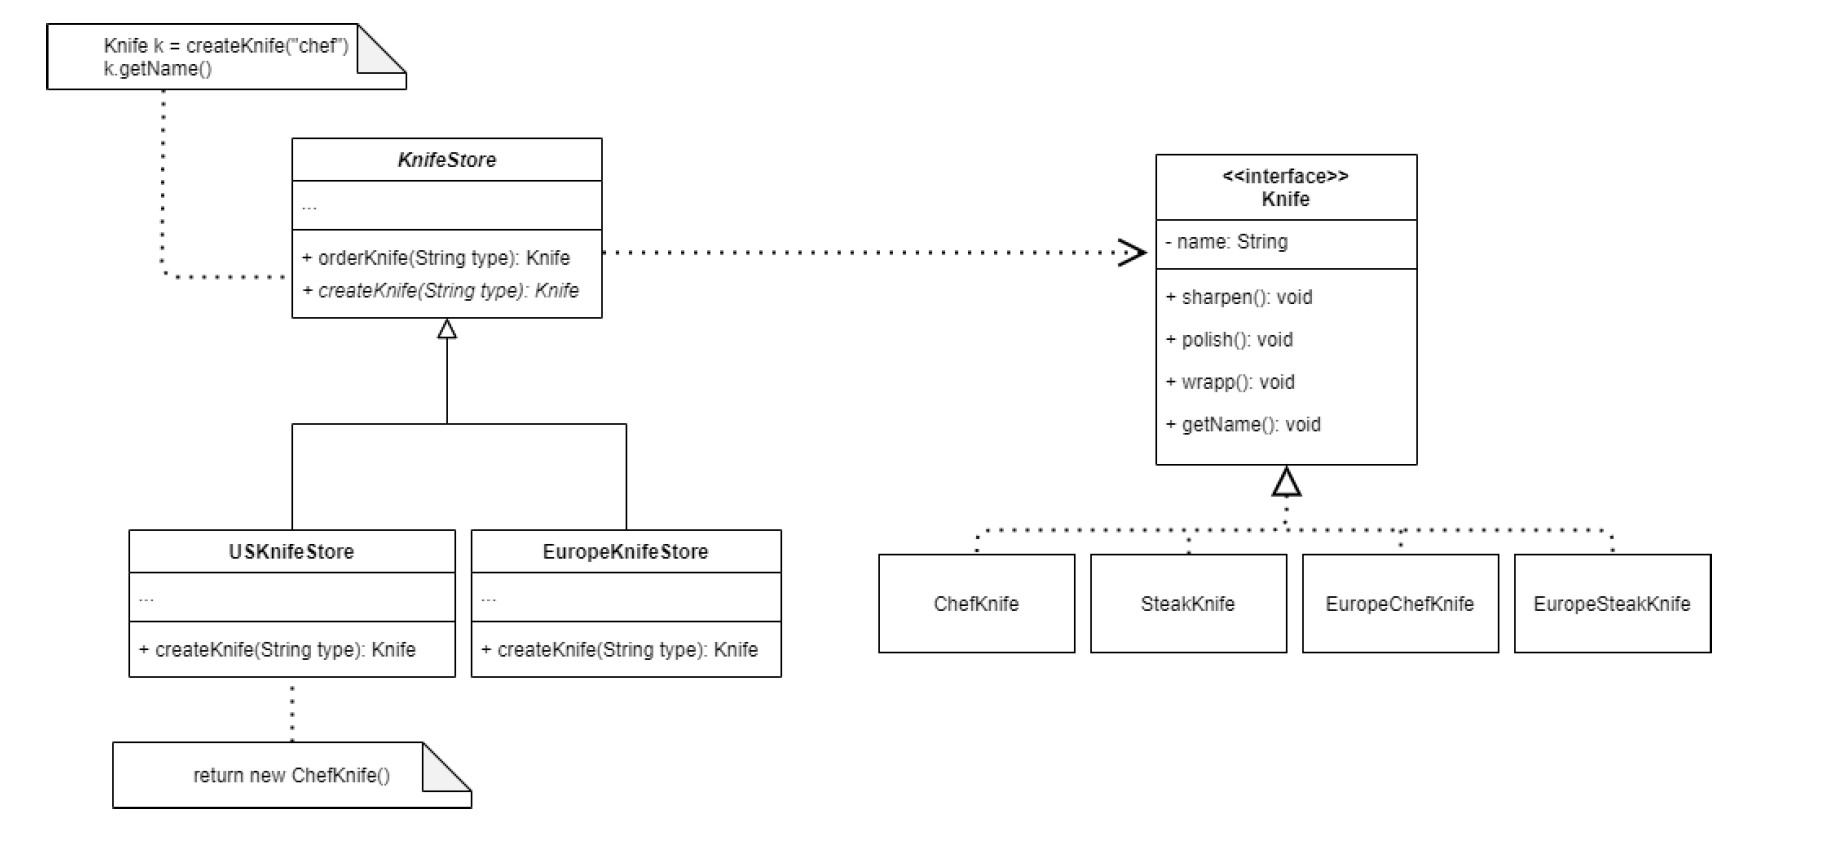 Knife k = createKnife("chef")
k.getName()
KnifeStore
...
+ orderKnife(String type): Knife
+ createKnife(String type): Knife
<<interface>>
Knife
- name: String
+ sharpen(): void
+ polish(): void
+ wrapp(): void
+ getName(): void
USKnifeStore
...
+ createKnife(String type): Knife
EuropeKnifeStore
...
+ createKnife(String type): Knife
ChefKnife
SteakKnife
EuropeChefKnife
EuropeSteakKnife
return new ChefKnife()